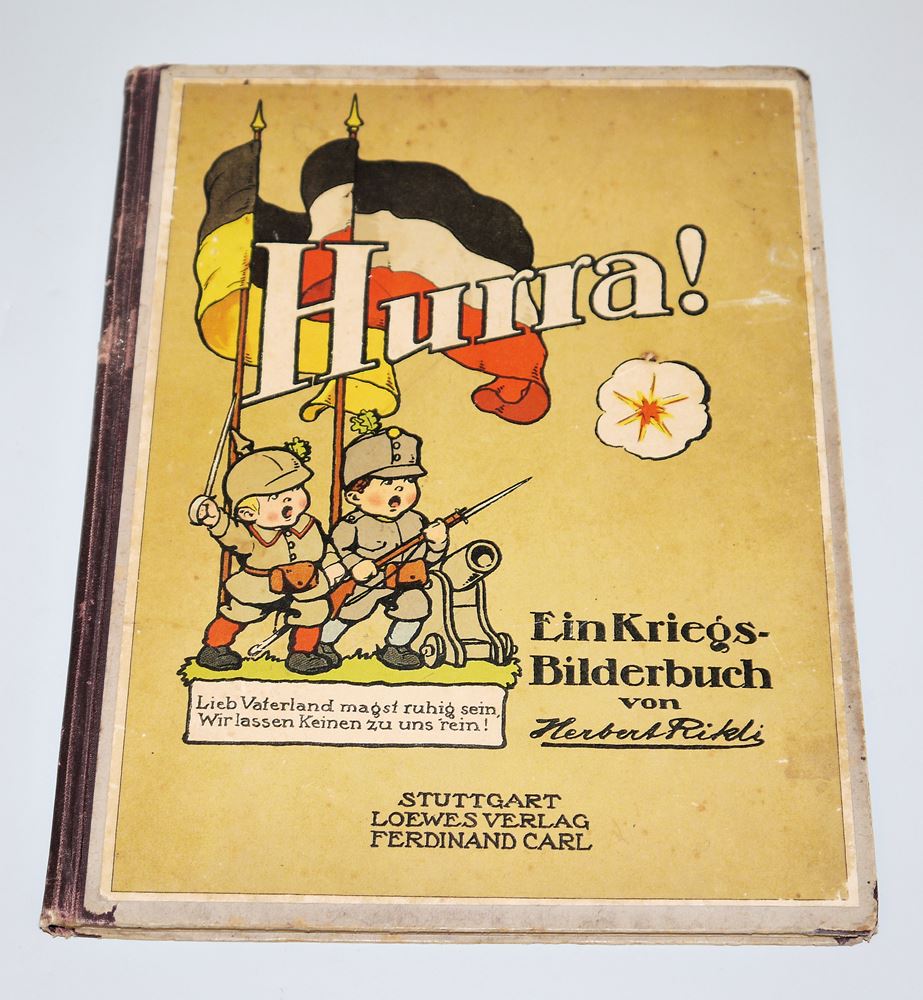 Hurra!
Ein Kriegs-
Bilderbuch
von
Herbert Rikli
Lieb Vaterland magst ruhig sein,
Wir lassen Keinen zu uns rein!
STUTTGART
LOEWES VERLAG
FERDINAND CARL